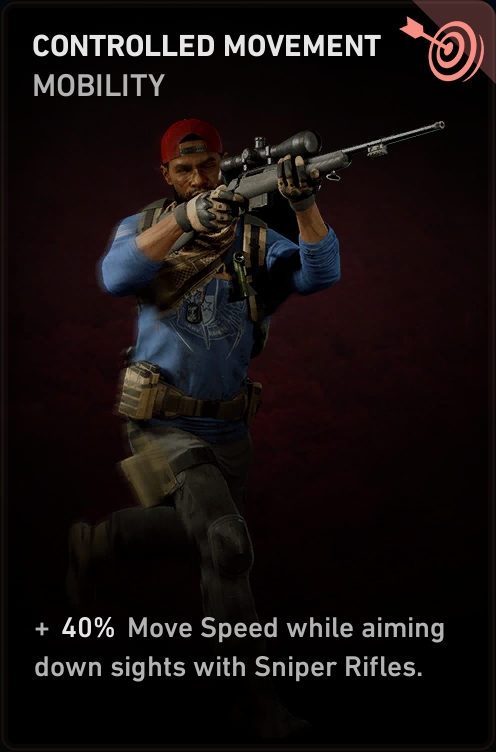 CONTROLLED MOVEMENT
MOBILITY
+ 40% Move Speed while aiming
down sights with Sniper Rifles.